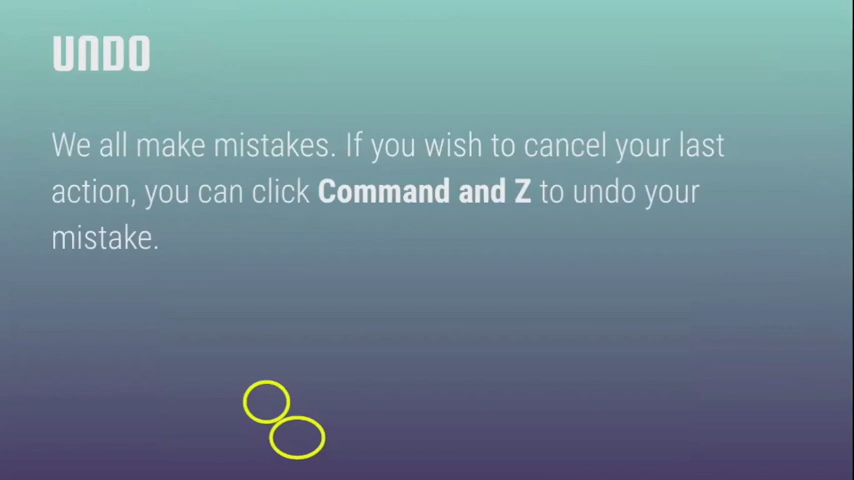 UNDO
We all make mistakes. If you wish to cancel your last
action, you can click Command and Z to undo your
mistake.